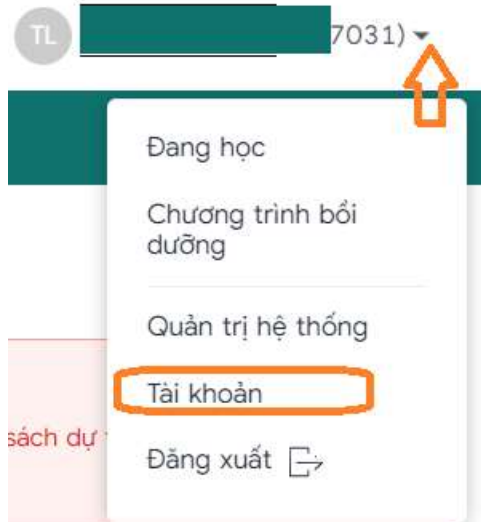 TL
7031)
Đang học
Chương trình bồi
dưỡng
Quản trị hệ thống
Tài khoản
sách dự
Đăng xuất